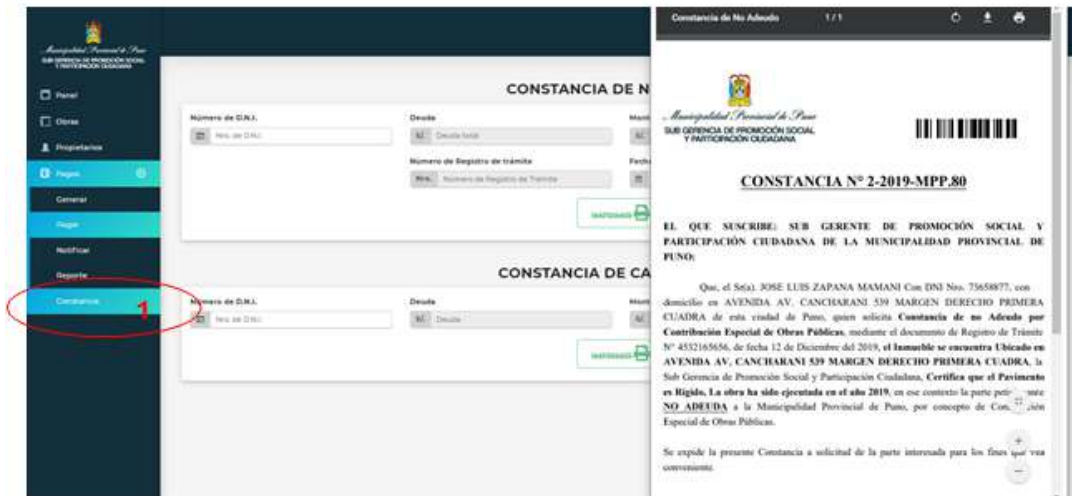 Municipalidad Provincial de Puno
SUB GERENCIA DE PROMOCIÓN SOCIAL
Y PARTICIPACIÓN CIUDADANA
Panel
Obras
Propietarios
Pagos
Generar
Pagar
Notificar
Reporte
Constancia
1
CONSTANCIA DE N
Número de D.N.I.
Deuda
Mont
Nro. de D.N.I.
S/. Deuda total
S/.
Número de Registro de trámite
Fecha
Nro. Número de Registro de Trámite
IMPRIMIR
CONSTANCIA DE CA
Número de D.N.I.
Deuda
Mont
Nro. de D.N.I.
S/. Deuda
S/.
IMPRIMIR
Constancia de No Adeudo 1 / 1
Municipalidad Provincial de Puno
SUB GERENCIA DE PROMOCIÓN SOCIAL
Y PARTICIPACIÓN CIUDADANA
CONSTANCIA Nº 2-2019-MPP.80
EL QUE SUSCRIBE: SUB GERENTE DE PROMOCIÓN SOCIAL Y
PARTICIPACIÓN CIUDADANA DE LA MUNICIPALIDAD PROVINCIAL DE
PUNO:
Que, el Sr(a). JOSE LUIS ZAPANA MAMANI Con DNI Nro. 73658877, con
domicilio en AVENIDA AV. CANCHARANI 539 MARGEN DERECHO PRIMERA
CUADRA de esta ciudad de Puno, quien solicita Constancia de no Adeudo por
Contribución Especial de Obras Públicas, mediante el documento de Registro de Trámite
Nº 4532165656, de fecha 12 de Diciembre del 2019, el Inmueble se encuentra Ubicado en
AVENIDA AV. CANCHARANI 539 MARGEN DERECHO PRIMERA CUADRA, la
Sub Gerencia de Promoción Social y Participación Ciudadana, Certifica que el Pavimento
es Rígido, La obra ha sido ejecutada en el año 2019, en ese contexto la parte
NO ADEUDA a la Municipalidad Provincial de Puno, por concepto de
Especial de Obras Públicas.
Se expide la presente Constancia a solicitud de la parte interesada para los fines que vea
conveniente.